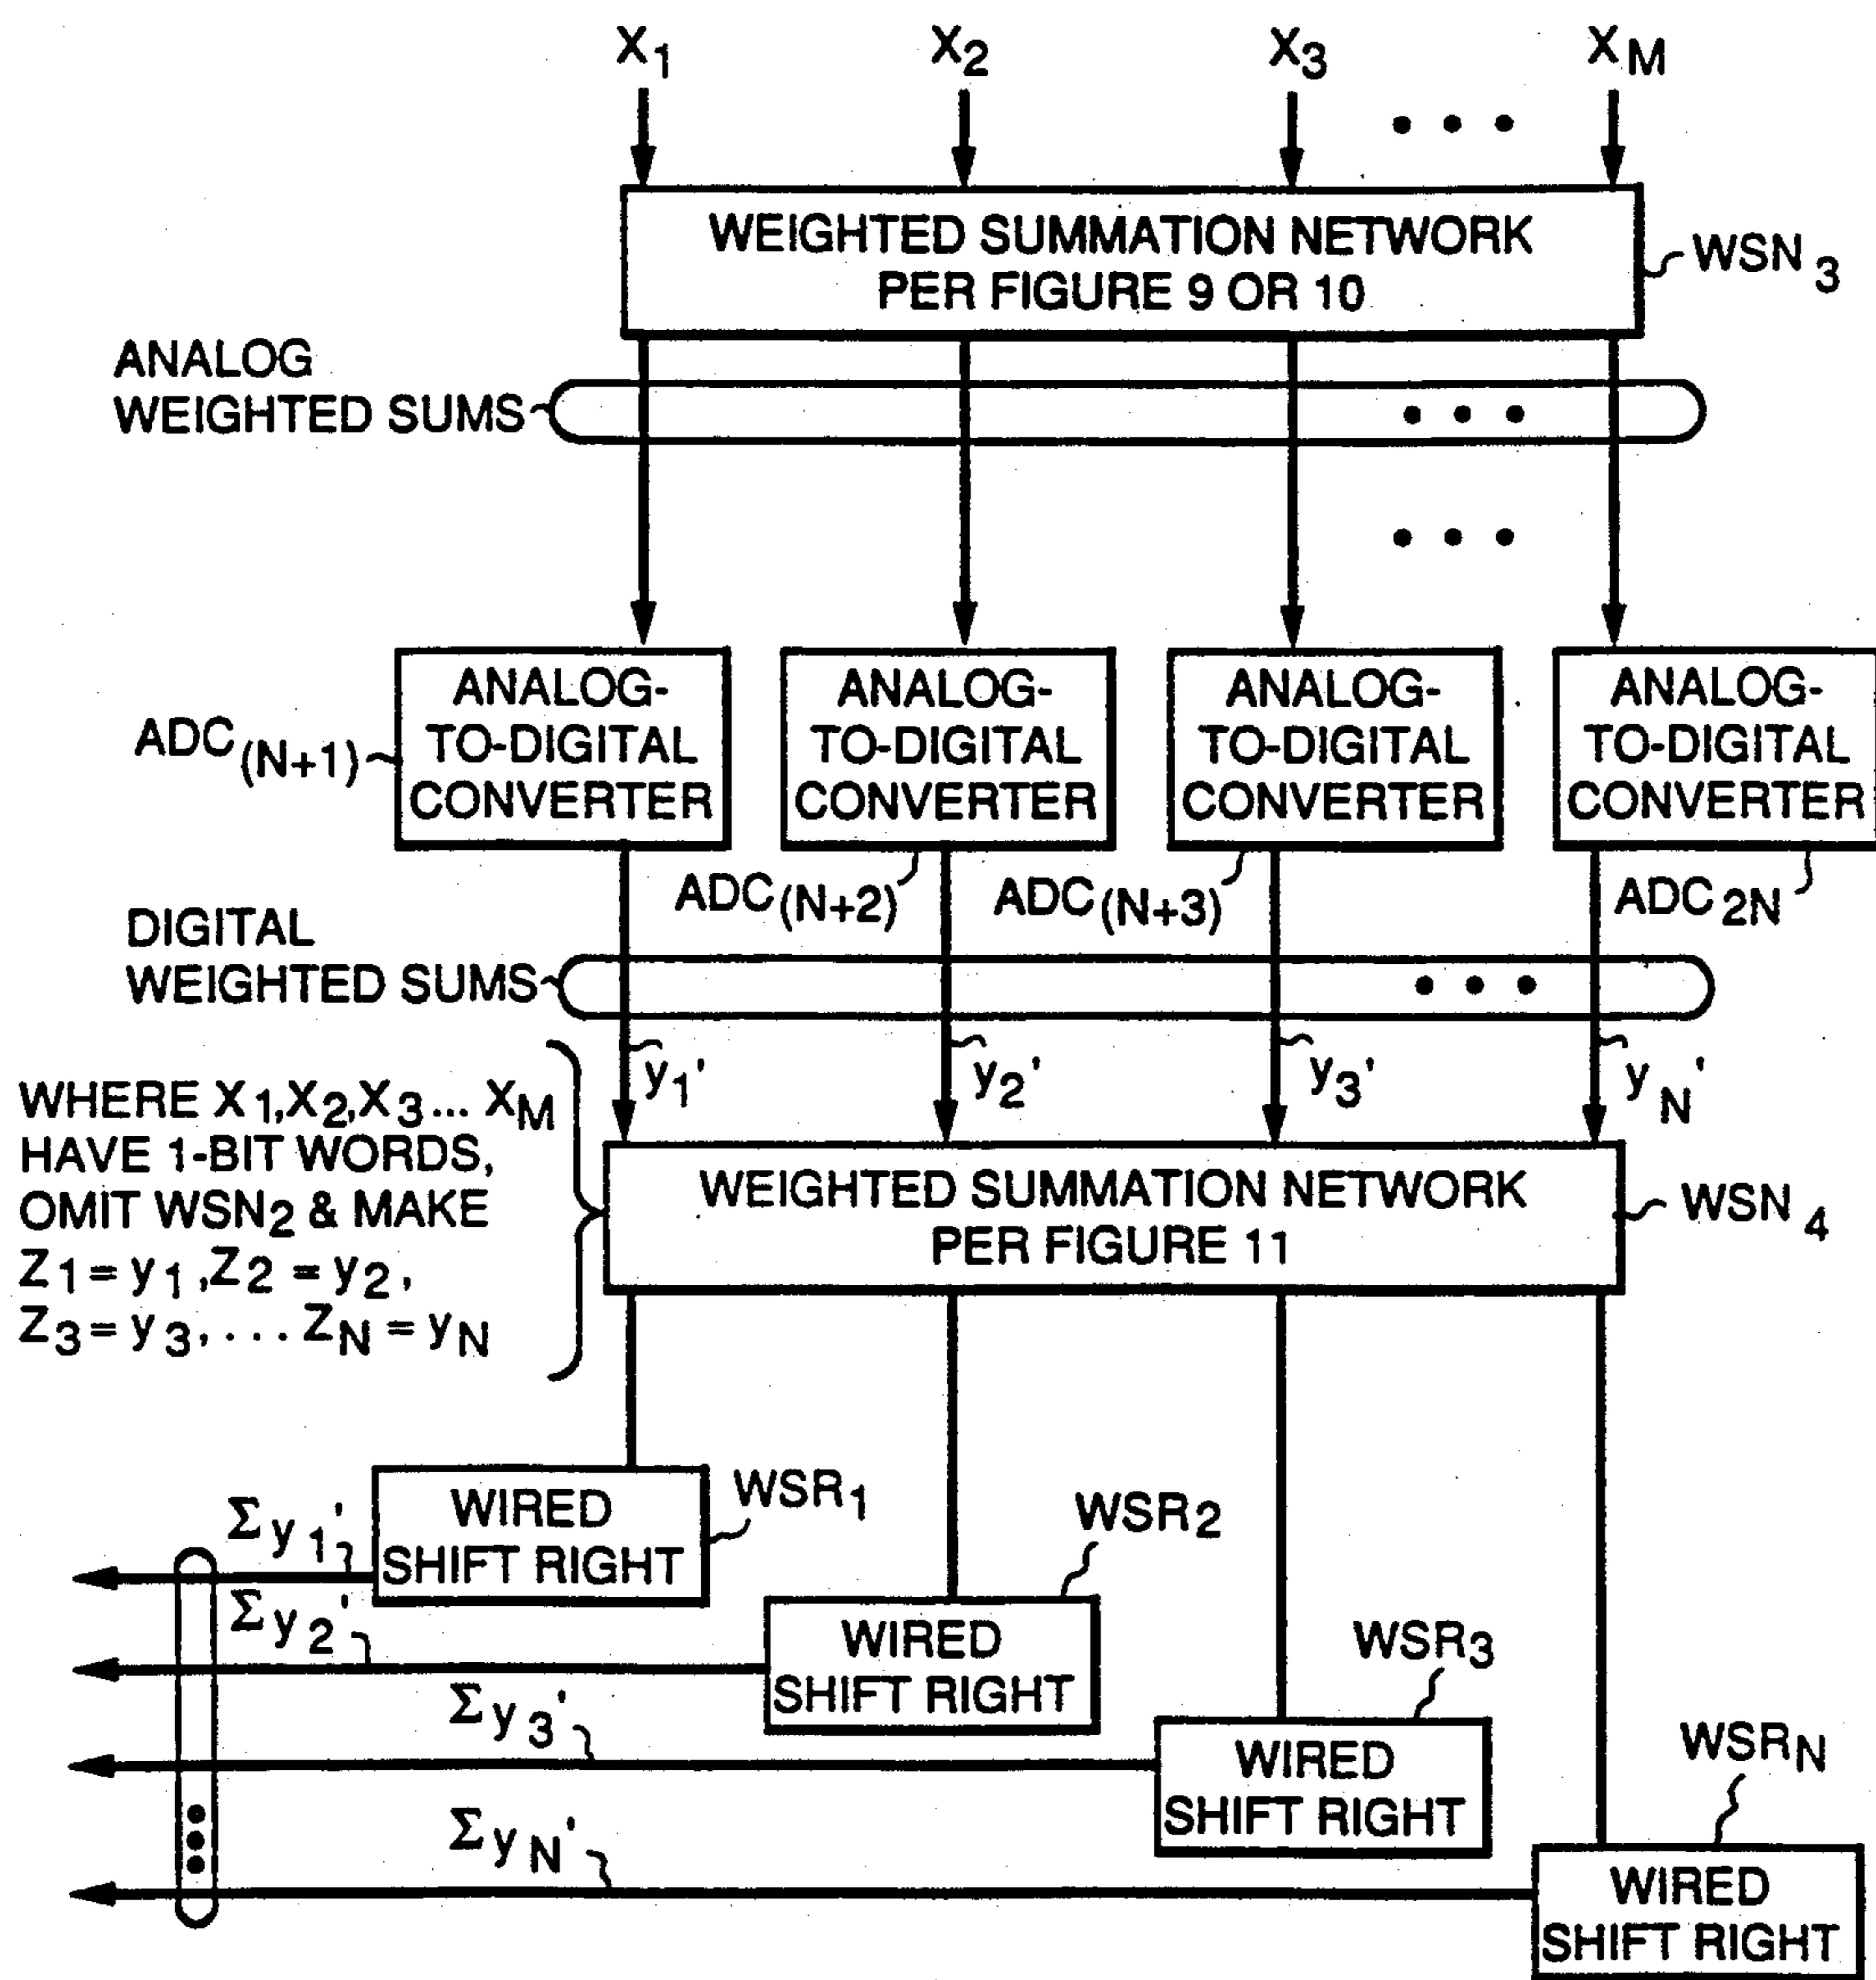 X1 X2 X3 ● ● ● XM
WEIGHTED SUMMATION NETWORK
PER FIGURE 9 OR 10
WSN 3
ANALOG
WEIGHTED SUMS
● ● ●
● ● ●
ANALOG-
TO-DIGITAL
CONVERTER
ADC(N+1)
ANALOG-
TO-DIGITAL
CONVERTER
ADC(N+2)
ANALOG-
TO-DIGITAL
CONVERTER
ADC(N+3)
ANALOG-
TO-DIGITAL
CONVERTER
ADC2N
DIGITAL
WEIGHTED SUMS
● ● ●
y1' y2' y3' yN'
WHERE X1,X2,X3... XM
HAVE 1-BIT WORDS,
OMIT WSN2 & MAKE
Z1=y1,Z2=y2,
Z3=y3,...ZN=yN
WEIGHTED SUMMATION NETWORK
PER FIGURE 11
WSN 4
WIRED
SHIFT RIGHT
WSR1
Σy1'
WIRED
SHIFT RIGHT
WSR2
Σy2'
WIRED
SHIFT RIGHT
WSR3
Σy3'
WIRED
SHIFT RIGHT
WSRN
ΣyN'